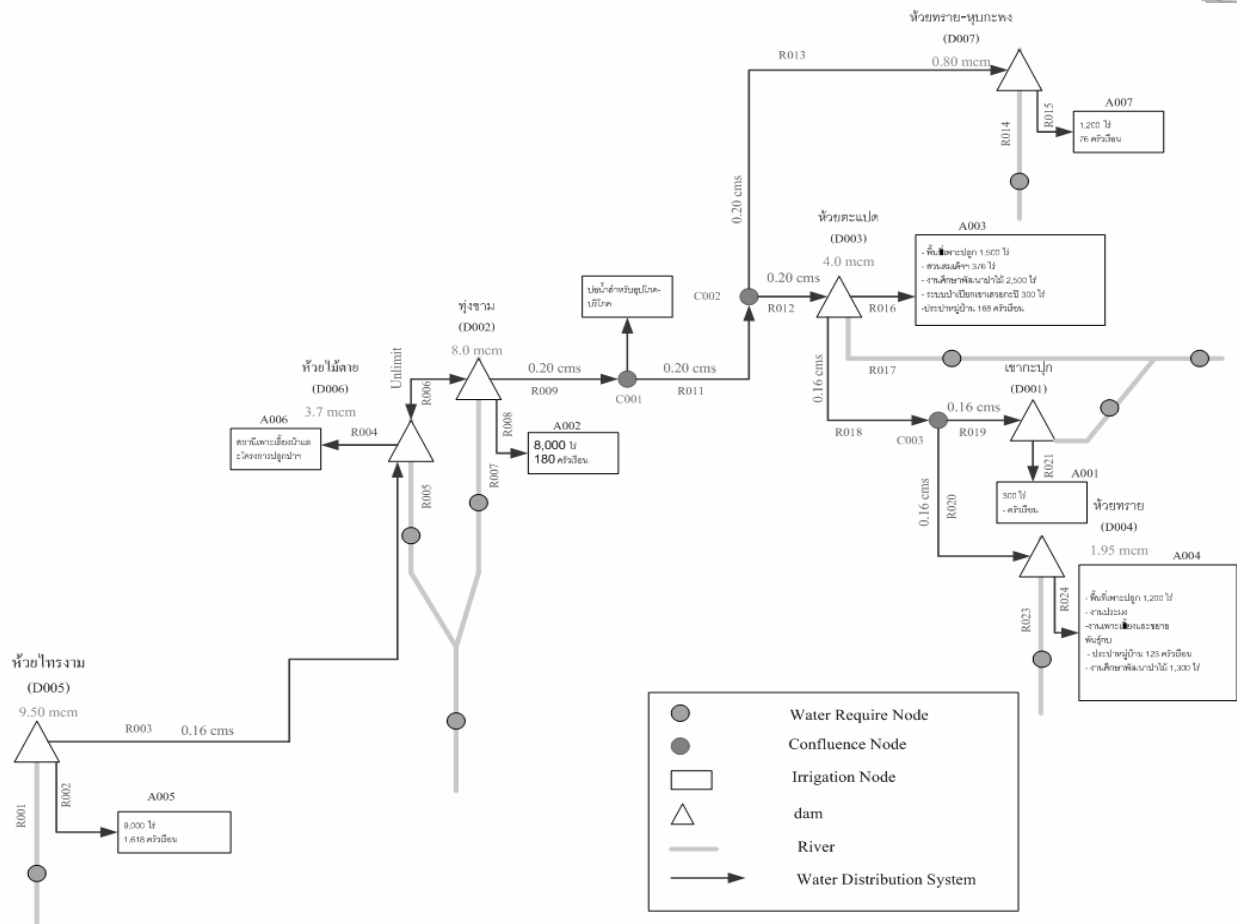 ห้วยทราย-หุบกะพง
(D007)
R013
0.80 mcm
A007
R015
1,200 ไร่
76 ครัวเรือน
R014
0.20 cms
ห้วยตะแปด
(D003)
4.0 mcm
A003
- พื้นที่เพาะปลูก 1,500 ไร่
- สวนสมเด็จฯ 376 ไร่
- งานศึกษาพัฒนาป่าไม้ 2,500 ไร่
- ระบบป่าเปียกเขาเสวยกะปิ 300 ไร่
-ประปาหมู่บ้าน 168 ครัวเรือน
C002
0.20 cms
R012
R016
บ่อน้ำสำหรับอุปโภค-
บริโภค
ทุ่งขาม
(D002)
8.0 mcm
0.20 cms
R009
C001
0.20 cms
R011
R017
ห้วยไม้ตาย
(D006)
3.7 mcm
Unlimit
R006
A006
สถานีเพาะเลี้ยง
R004
R008
A002
8,000 ไร่
180 ครัวเรือน
R005
R007
0.16 cms
R018
C003
0.16 cms
R019
เขากะปุก
(D001)
R021
A001
300 ไร่
- ครัวเรือน
0.16 cms
R020
ห้วยทราย
(D004)
1.95 mcm
A004
- พื้นที่เพาะปลูก 1,200 ไร่
- งานประมง
-งานเพาะเลี้ยงและขยาย
พันธุ์กบ
- ประปาหมู่บ้าน 123 ครัวเรือน
- งานศึกษาพัฒนาป่าไม้ 1,300 ไร่
R023
R024
ห้วยไทรงาม
(D005)
9.50 mcm
R003
0.16 cms
R001
R002
A005
9,000 ไร่
1,618 ครัวเรือน
Water Require Node
Confluence Node
Irrigation Node
dam
River
Water Distribution System